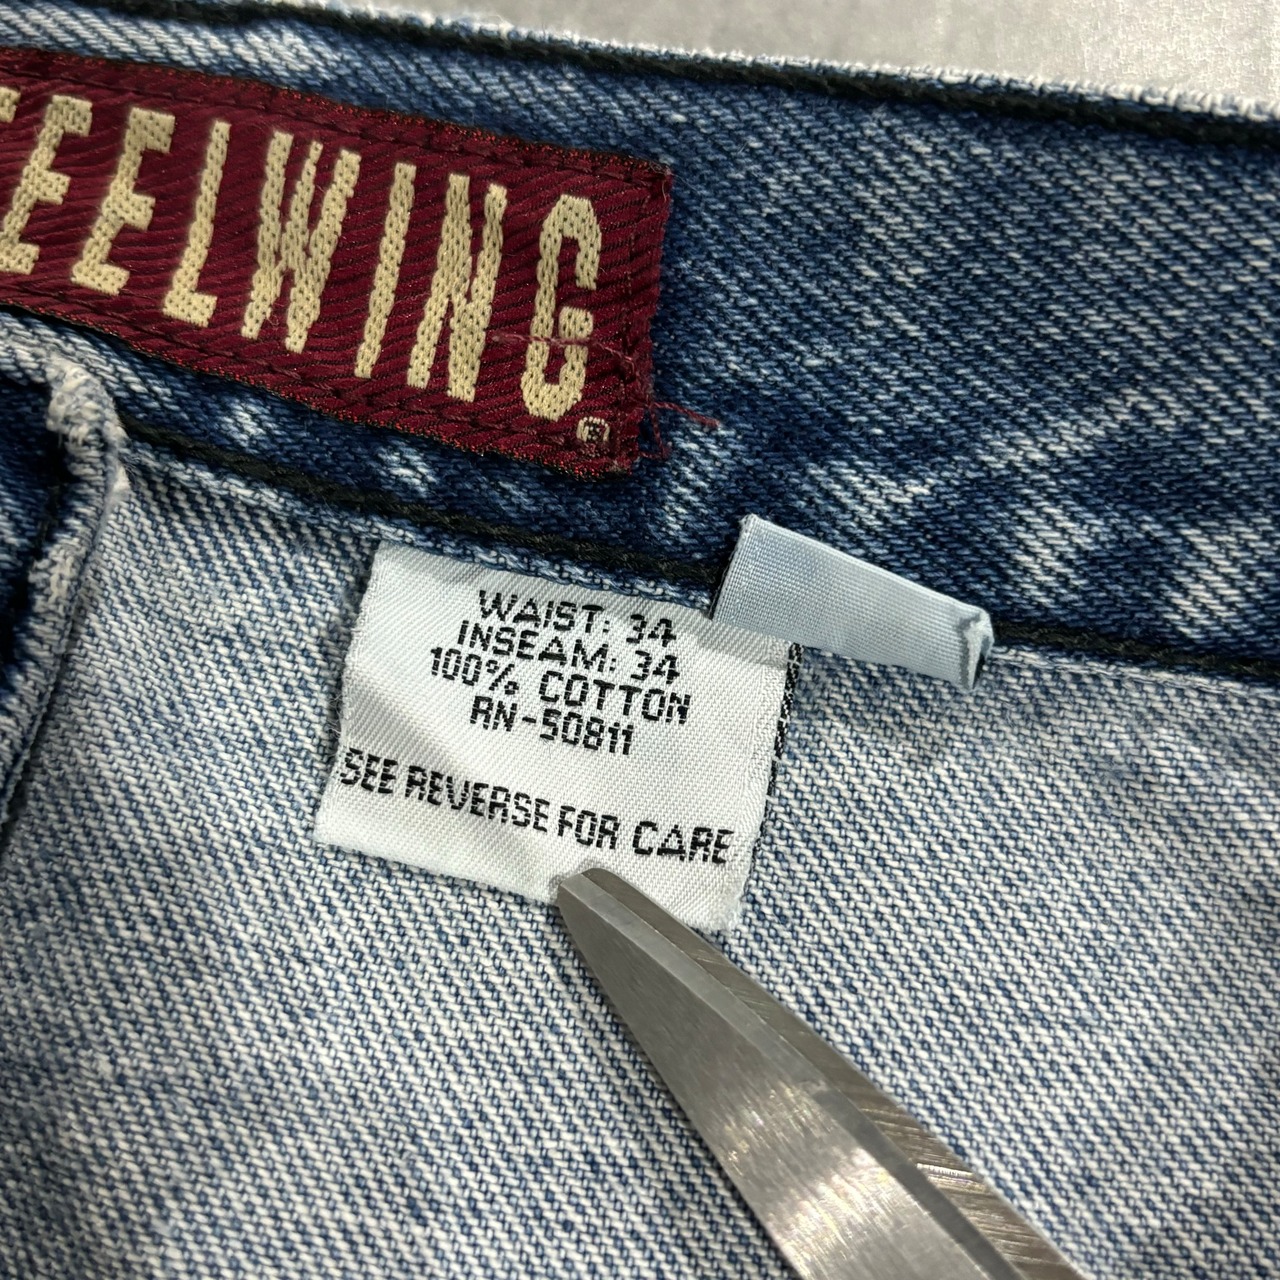 EELWING
WAIST: 34
INSEAM: 34
100% COTTON
RN-50811
SEE REVERSE FOR CARE